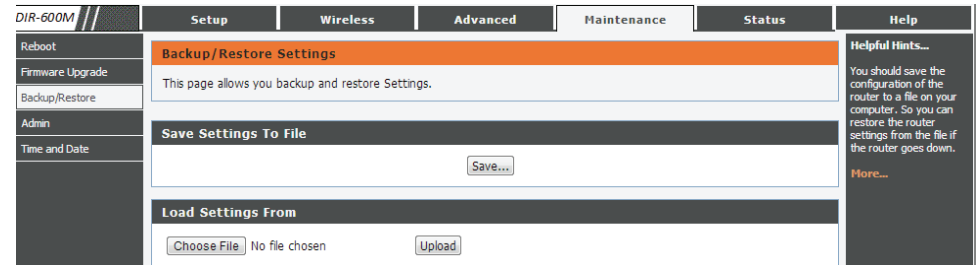 DIR-600M
Setup
Wireless
Advanced
Maintenance
Status
Help
Reboot
Firmware Upgrade
Backup/Restore
Admin
Time and Date
Backup/Restore Settings
This page allows you backup and restore Settings.
Save Settings To File
Save...
Load Settings From
Choose File No file chosen
Upload
Helpful Hints...
You should save the
configuration of the
router to a file on your
computer. So you can
restore the router
settings from the file if
the router goes down.
More...